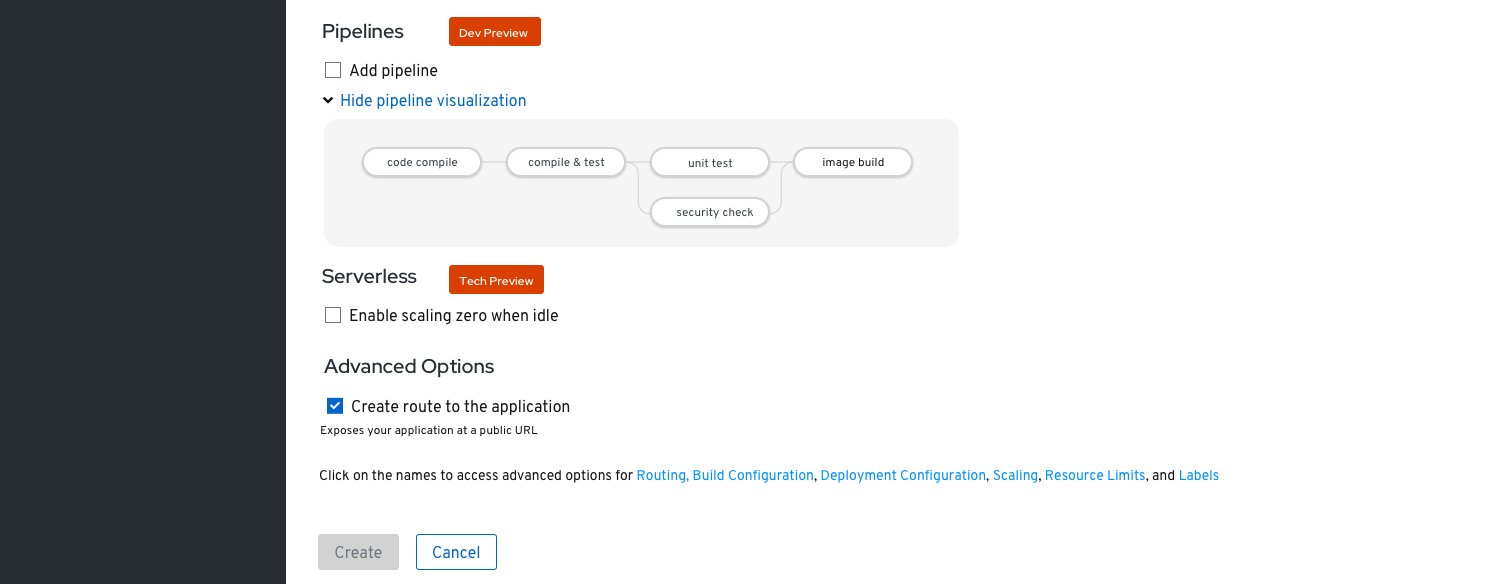 Pipelines Dev Preview
Add pipeline
Hide pipeline visualization
code compile compile & test unit test image build
security check
Serverless Tech Preview
Enable scaling zero when idle
Advanced Options
Create route to the application
Exposes your application at a public URL
Click on the names to access advanced options for Routing, Build Configuration, Deployment Configuration, Scaling, Resource Limits, and Labels
Create Cancel